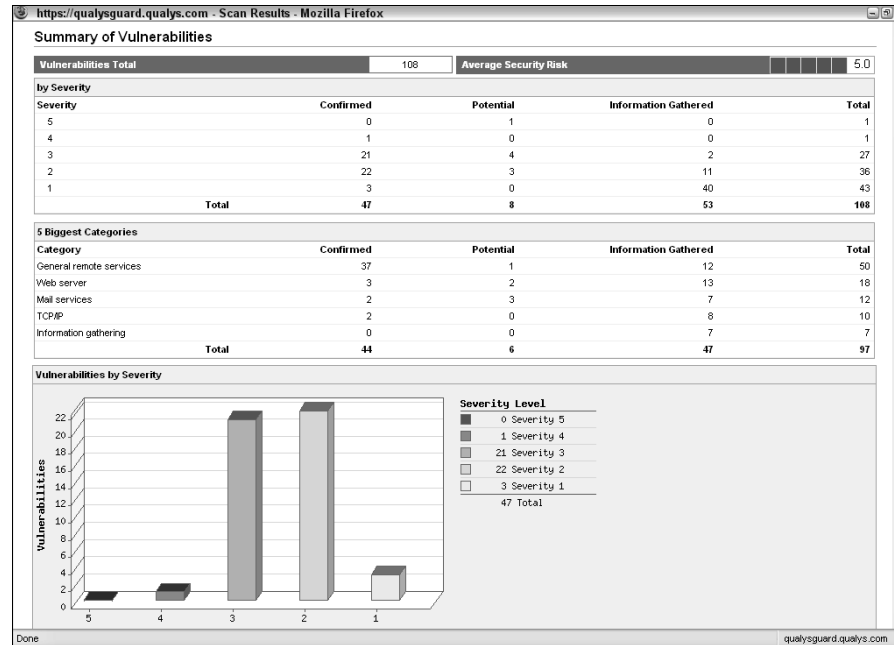 https://qualysguard.qualys.com - Scan Results - Mozilla Firefox
Summary of Vulnerabilities
Vulnerabilities Total 108 Average Security Risk 5.0
by Severity
Severity Confirmed Potential Information Gathered Total
5 0 1 0 1
4 1 0 0 1
3 21 4 2 27
2 22 3 11 36
1 3 0 40 43
Total 47 8 53 108
5 Biggest Categories
Category Confirmed Potential Information Gathered Total
General remote services 37 1 12 50
Web server 3 2 13 18
Mail services 2 3 7 12
TCP/IP 2 0 8 10
Information gathering 0 0 7 7
Total 44 6 47 97
Vulnerabilities by Severity
Vulnerabilities
22
20
18
16
14
12
10
8
6
4
2
0
5 4 3 2 1
Severity Level
0 Severity 5
1 Severity 4
21 Severity 3
22 Severity 2
3 Severity 1
47 Total
Done qualysguard.qualys.com